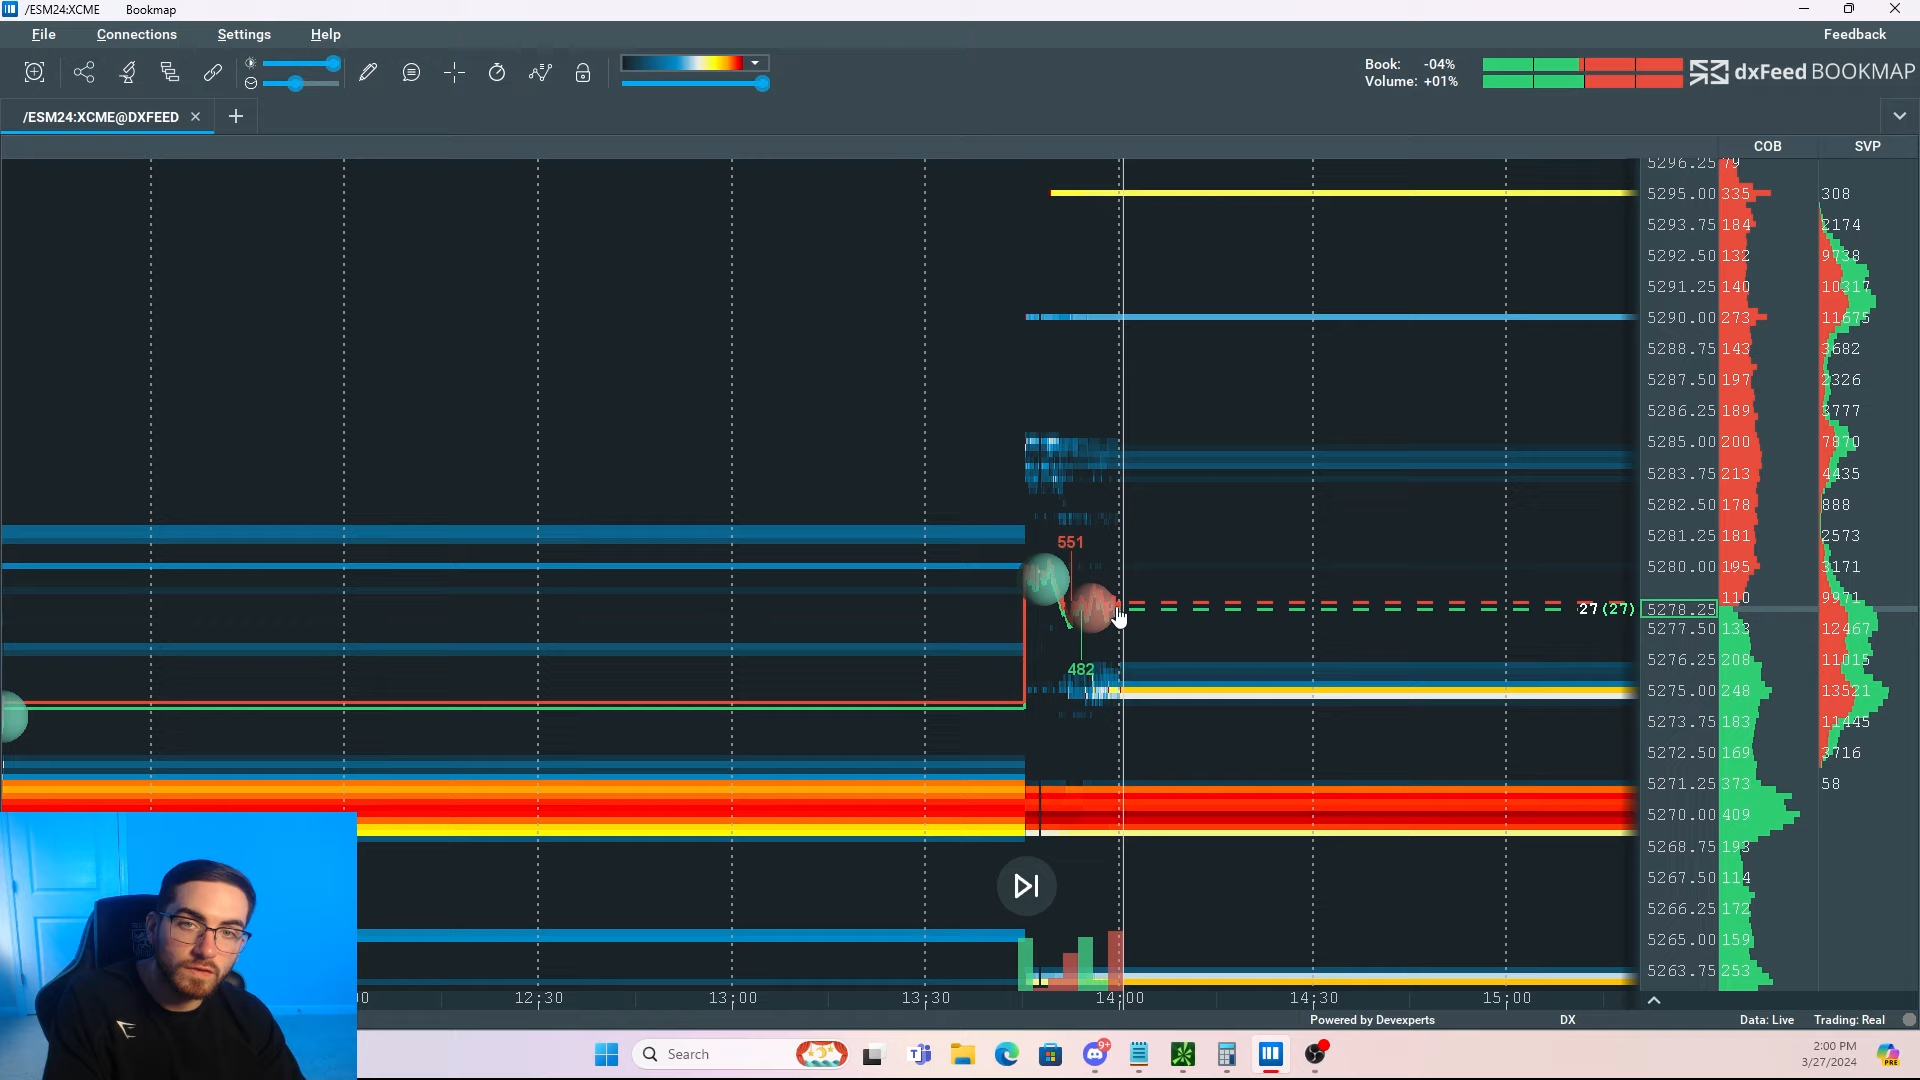 /ESM24:XCME Bookmap
File Connections Settings Help Feedback
Book: -04%
Volume: +01%
dxFeed BOOKMAP
/ESM24:XCME@DXFEED
COB SVP
5296.25 79
5295.00 335 308
5293.75 184 2174
5292.50 132 9738
5291.25 140 10317
5290.00 273 11675
5288.75 143 3682
5287.50 197 2326
5286.25 189 3777
5285.00 200 7870
5283.75 213 4435
5282.50 178 888
5281.25 181 2573
551
5280.00 195 3171
110 9971
27 (27) 5278.25
5277.50 133 12467
5276.25 208 11015
482
5275.00 248 13521
5273.75 183 11445
5272.50 169 3716
5271.25 373 58
5270.00 409
5268.75 193
5267.50 114
5266.25 172
5265.00 159
5263.75 253
12:30 13:00 13:30 14:00 14:30 15:00
Powered by Devexperts DX Data: Live Trading: Real
Search 9+ 2:00 PM
3/27/2024
PRE